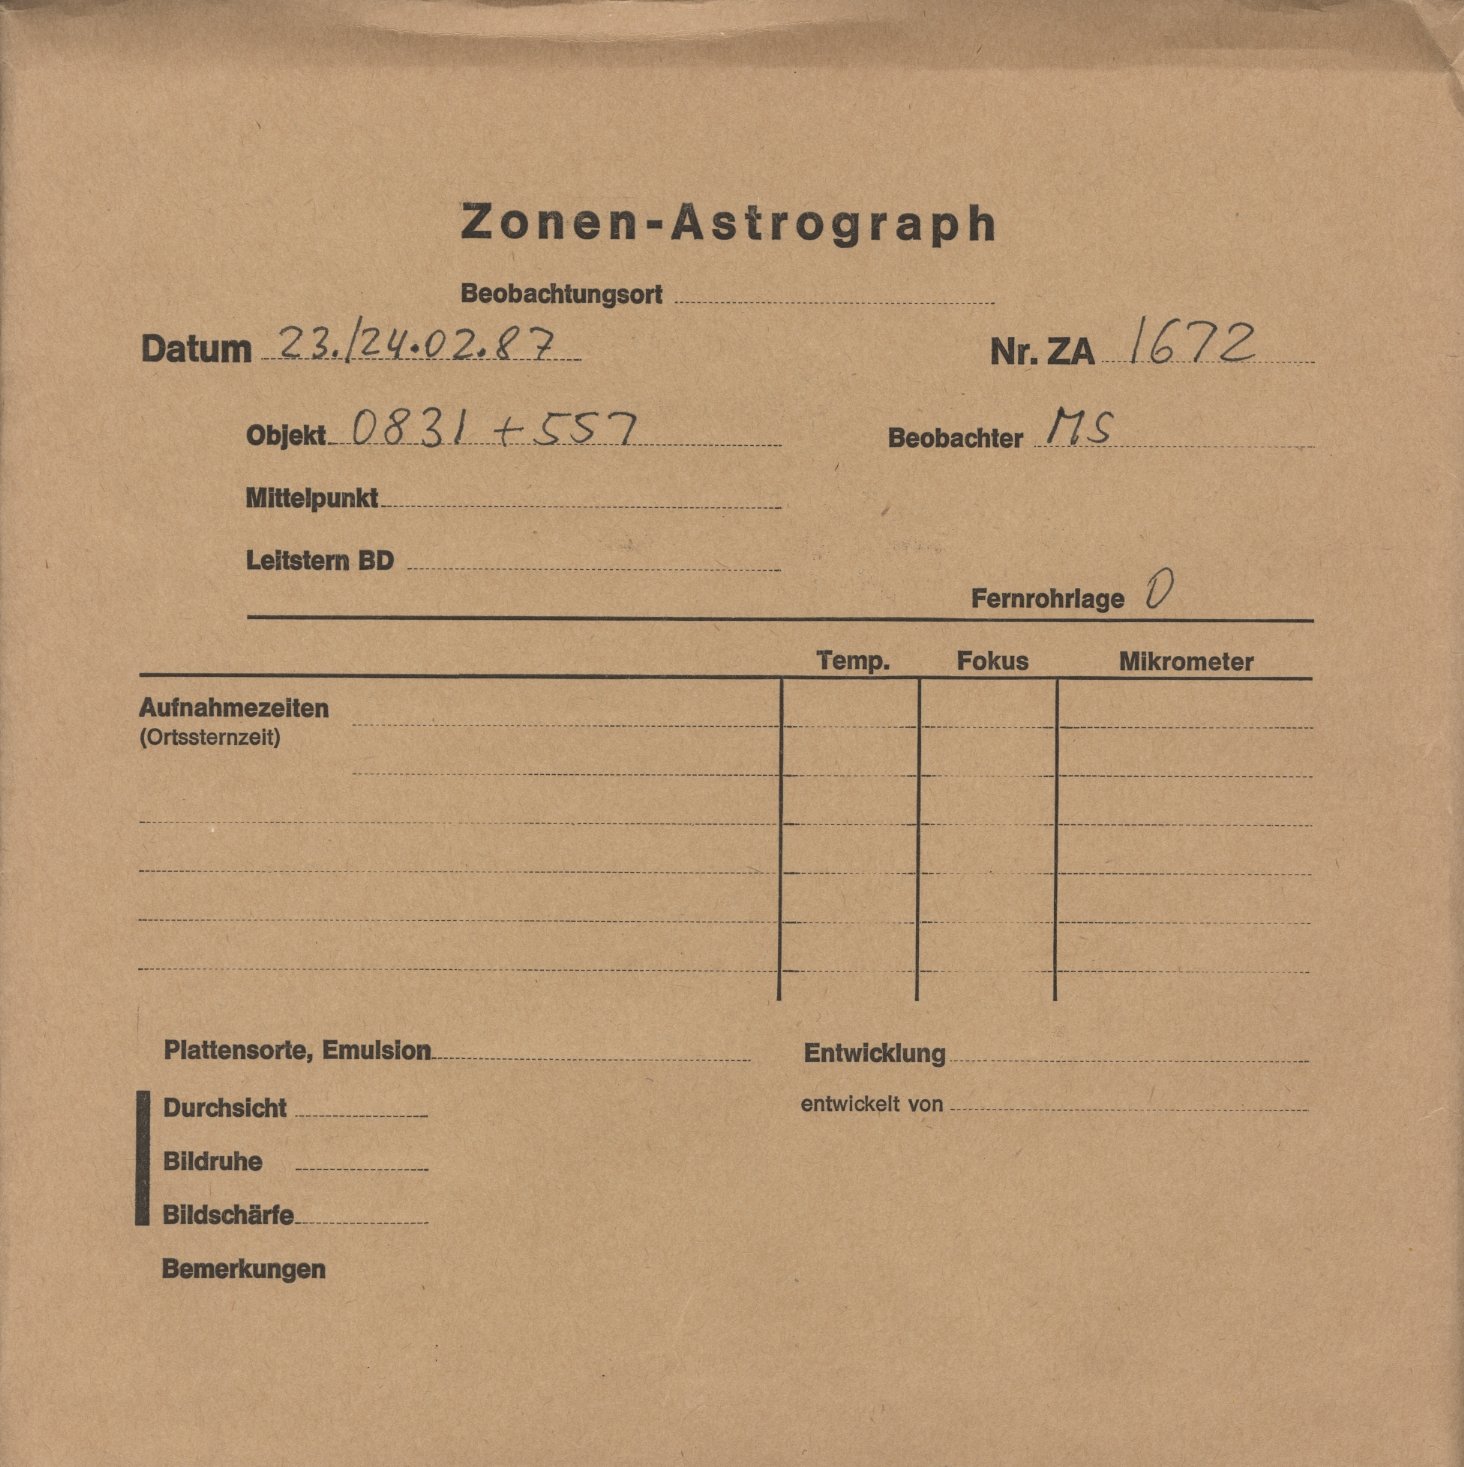 Zonen-Astrograph
Beobachtungsort
Datum 23./24.02.87 Nr. ZA 1672
Objekt 0831 +557 Beobachter MS
Mittelpunkt
Leitstern BD
Fernrohrlage O
Temp. Fokus Mikrometer
Aufnahmezeiten
(Ortssternzeit)
Plattensorte, Emulsion Entwicklung
Durchsicht entwickelt von
Bildruhe
Bildschärfe
Bemerkungen